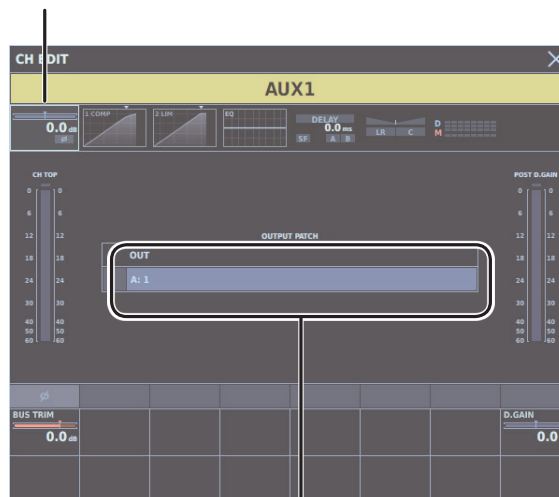 CH EDIT
AUX1
0.0 dB
ø
1 COMP
2 LIM
EQ
DELAY
0.0 ms
SF A B
LR C
D
M
CH TOP
POST D.GAIN
0 0
6 6
12 12
18 18
24 24
30 30
40 40
50 50
60 60
OUTPUT PATCH
OUT
A: 1
0 0
6 6
12 12
18 18
24 24
30 30
40 40
50 50
60 60
ø
BUS TRIM
0.0 dB
D.GAIN
0.0